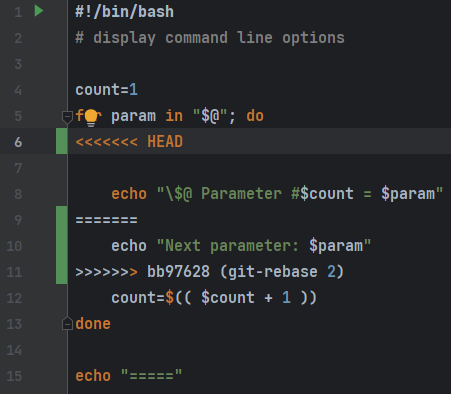 1 #!/bin/bash
2 # display command line options
3
4 count=1
5 for param in "$@"; do
6 <<<<<<< HEAD
7
8     echo "\$@ Parameter #$count = $param"
9 =======
10     echo "Next parameter: $param"
11 >>>>>>> bb97628 (git-rebase 2)
12     count=$(( $count + 1 ))
13 done
14
15 echo "====="